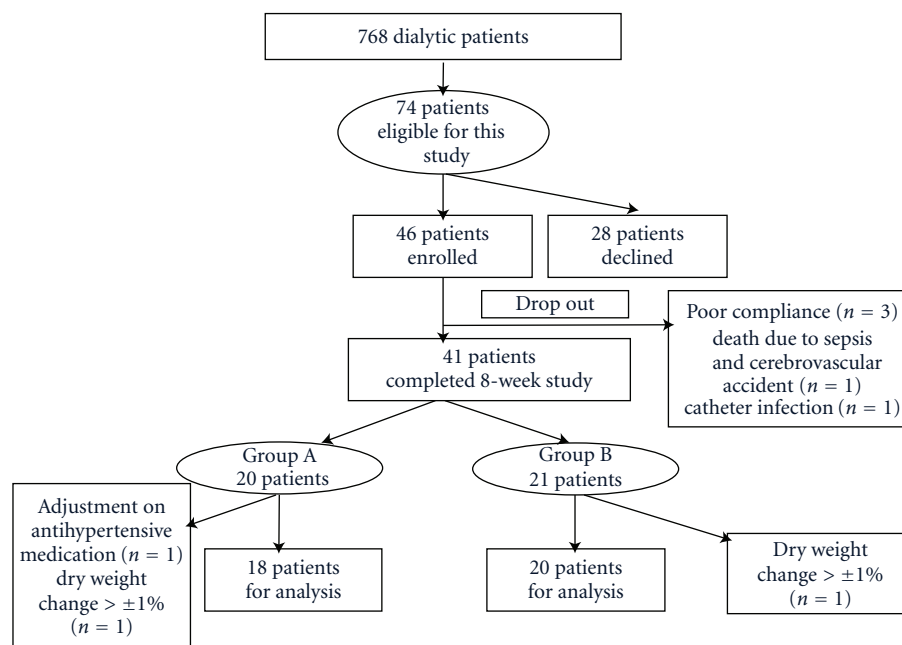 768 dialytic patients
74 patients
eligible for this
study
46 patients
enrolled
28 patients
declined
Drop out
Poor compliance (n = 3)
death due to sepsis
and cerebrovascular
accident (n = 1)
catheter infection (n = 1)
41 patients
completed 8-week study
Group A
20 patients
Group B
21 patients
Adjustment on
antihypertensive
medication (n = 1)
dry weight
change > ±1%
(n = 1)
18 patients
for analysis
20 patients
for analysis
Dry weight
change > ±1%
(n = 1)